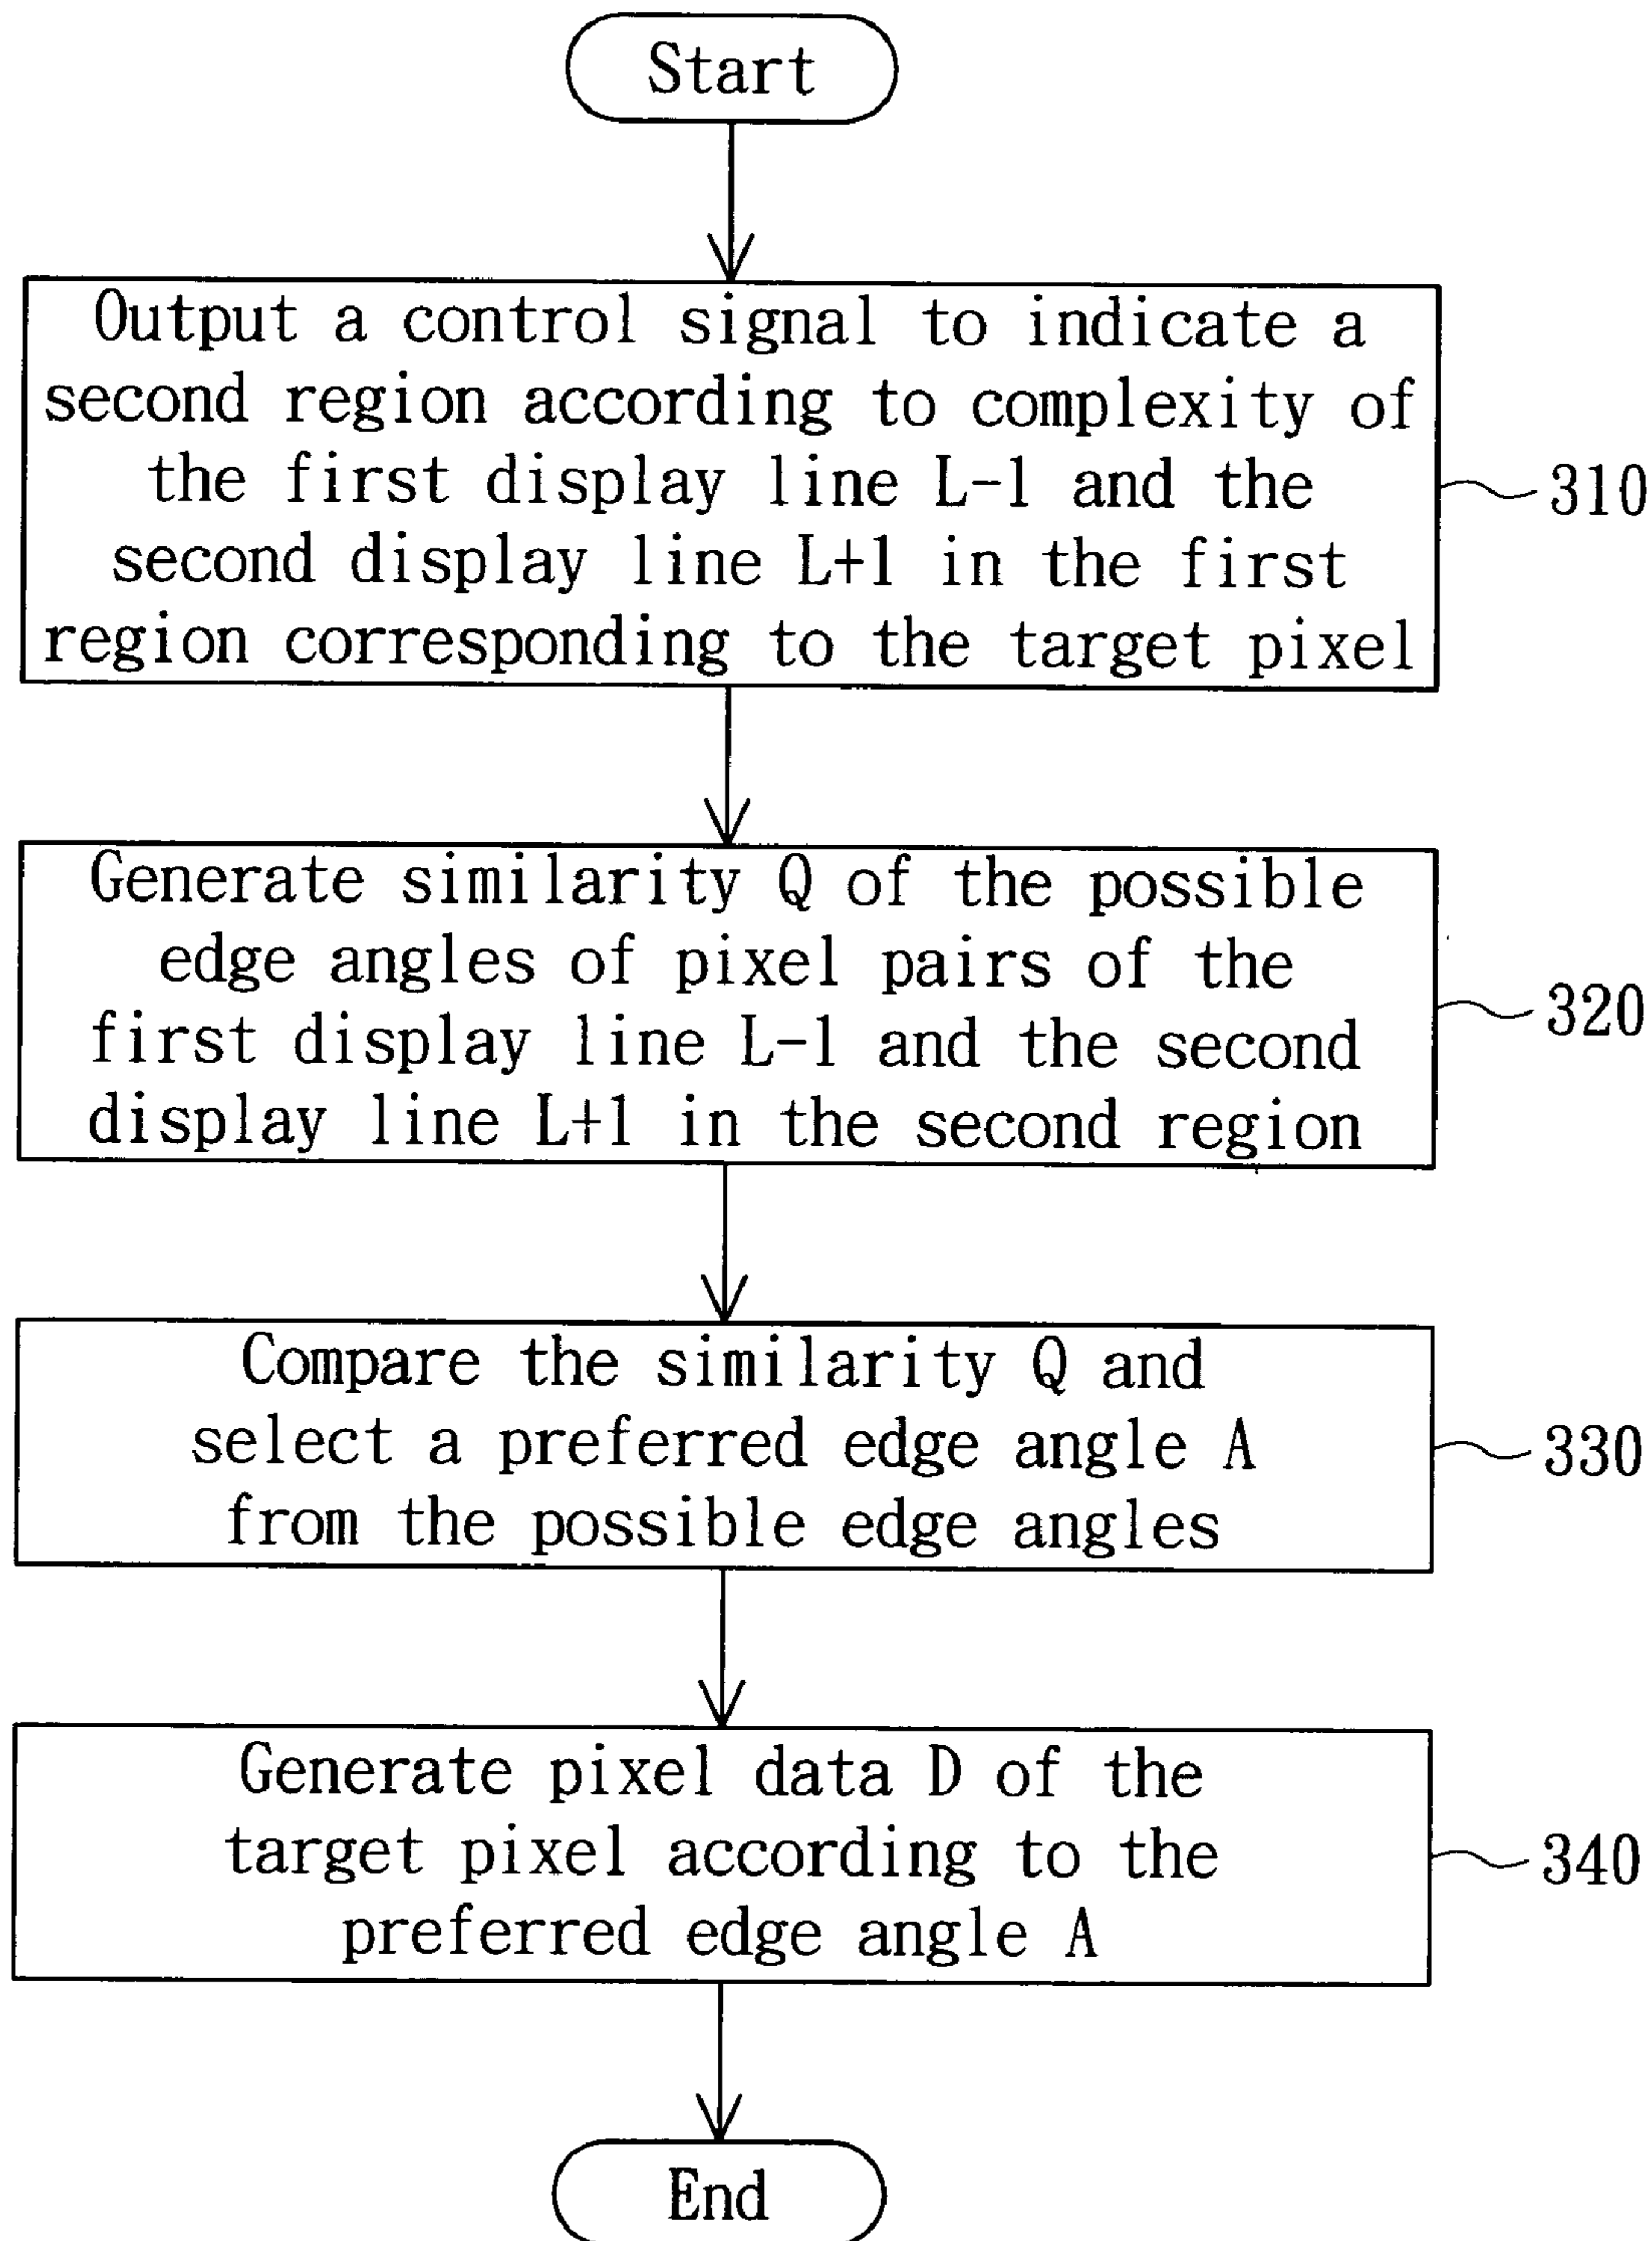 Start
Output a control signal to indicate a
second region according to complexity of
the first display line L-1 and the
second display line L+1 in the first
region corresponding to the target pixel
310
Generate similarity Q of the possible
edge angles of pixel pairs of the
first display line L-1 and the second
display line L+1 in the second region
320
Compare the similarity Q and
select a preferred edge angle A
from the possible edge angles
330
Generate pixel data D of the
target pixel according to the
preferred edge angle A
340
End